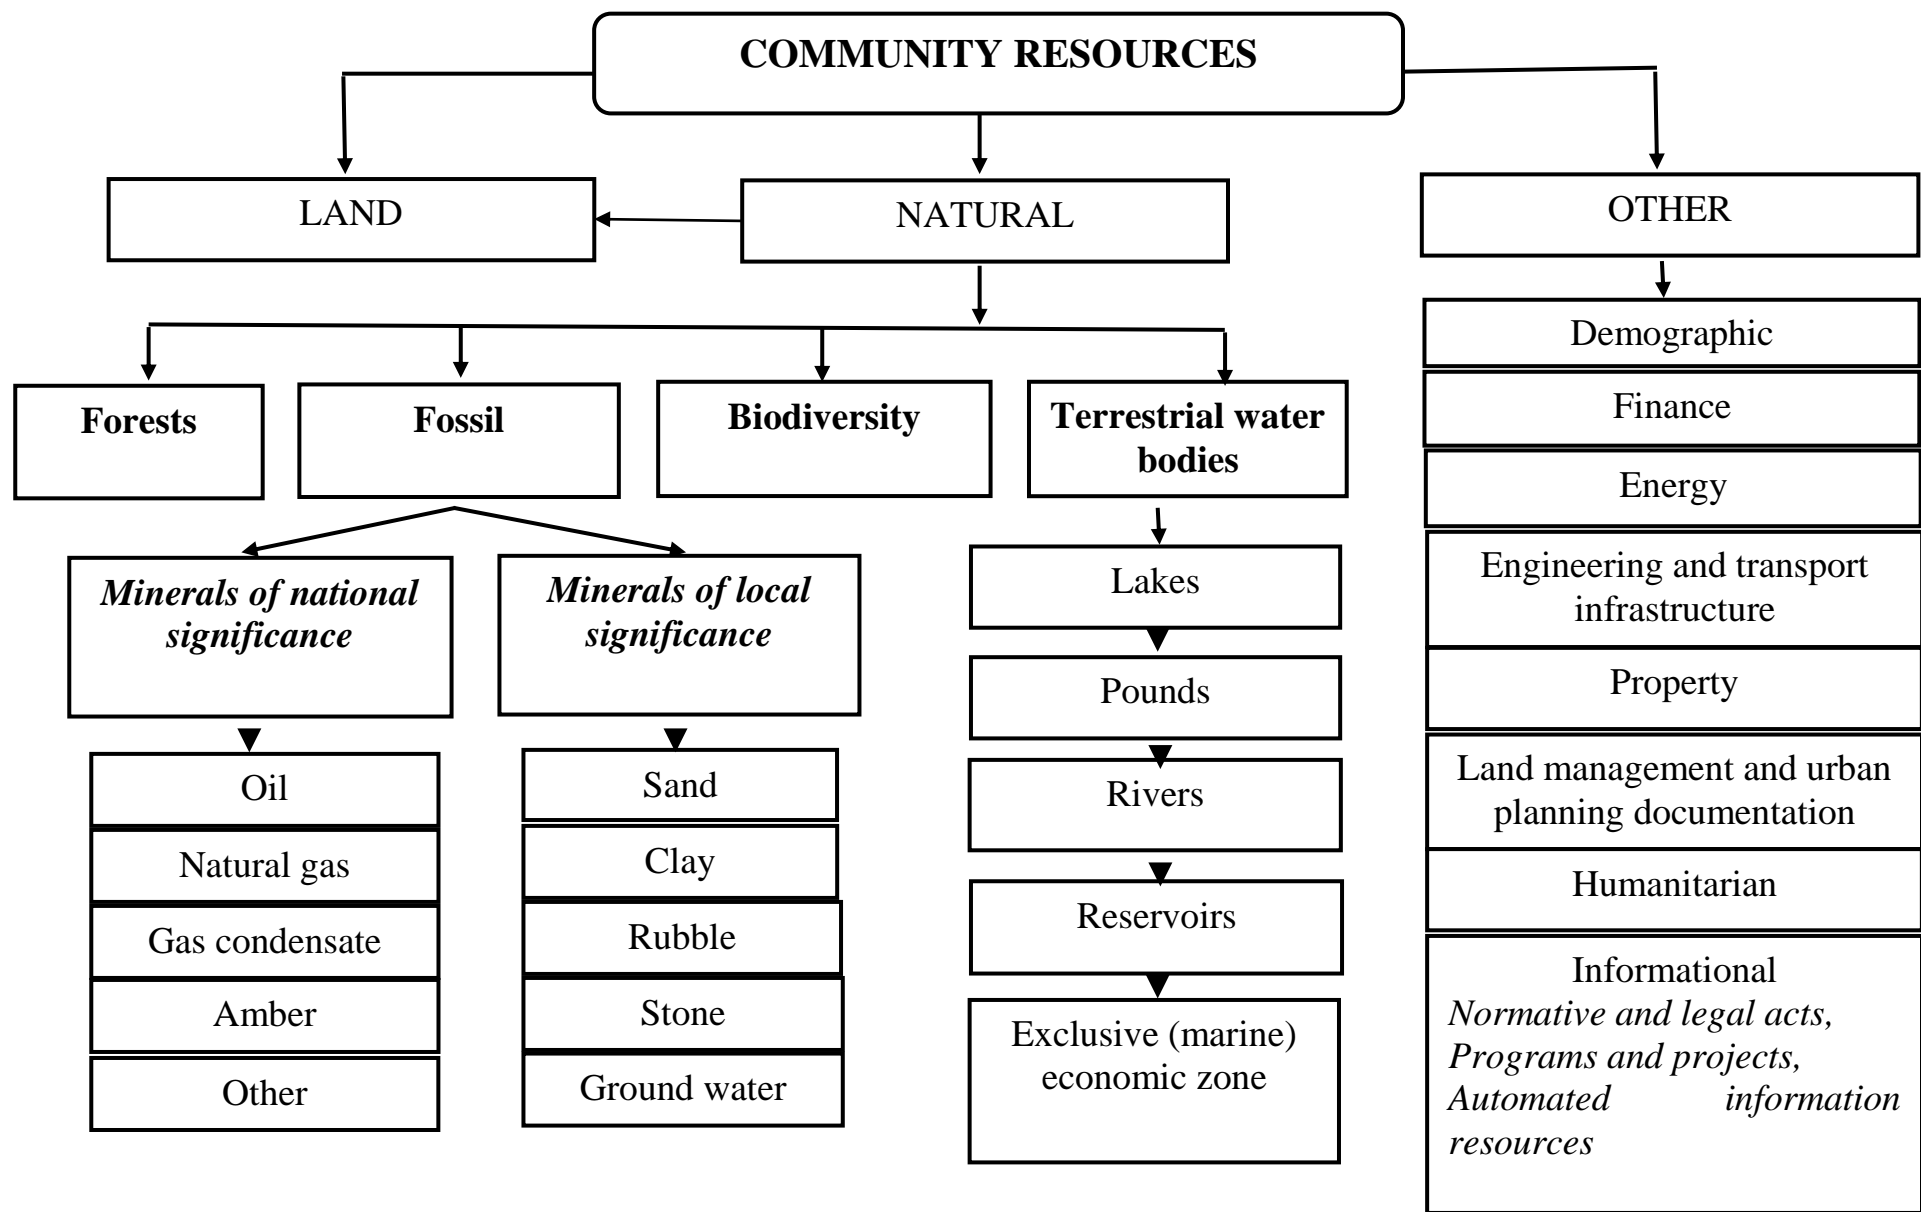 COMMUNITY RESOURCES
LAND
NATURAL
OTHER
Forests
Fossil
Biodiversity
Terrestrial water
bodies
Minerals of national
significance
Oil
Natural gas
Gas condensate
Amber
Other
Minerals of local
significance
Sand
Clay
Rubble
Stone
Ground water
Lakes
Pounds
Rivers
Reservoirs
Exclusive (marine)
economic zone
Demographic
Finance
Energy
Engineering and transport
infrastructure
Property
Land management and urban
planning documentation
Humanitarian
Informational
Normative and legal acts,
Programs and projects,
Automated information
resources